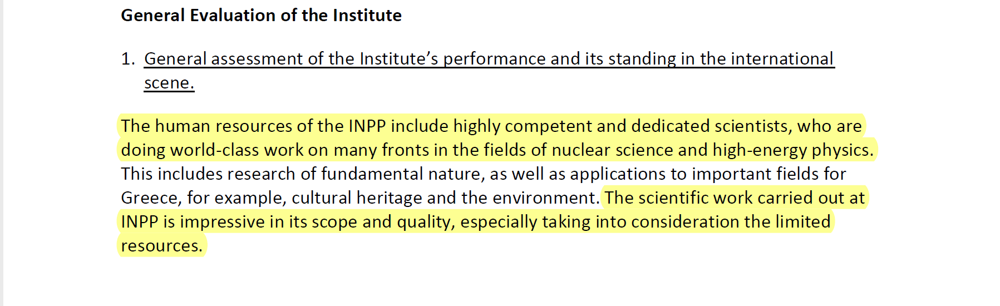 General Evaluation of the Institute
1. General assessment of the Institute’s performance and its standing in the international
scene.
The human resources of the INPP include highly competent and dedicated scientists, who are
doing world-class work on many fronts in the fields of nuclear science and high-energy physics.
This includes research of fundamental nature, as well as applications to important fields for
Greece, for example, cultural heritage and the environment. The scientific work carried out at
INPP is impressive in its scope and quality, especially taking into consideration the limited
resources.